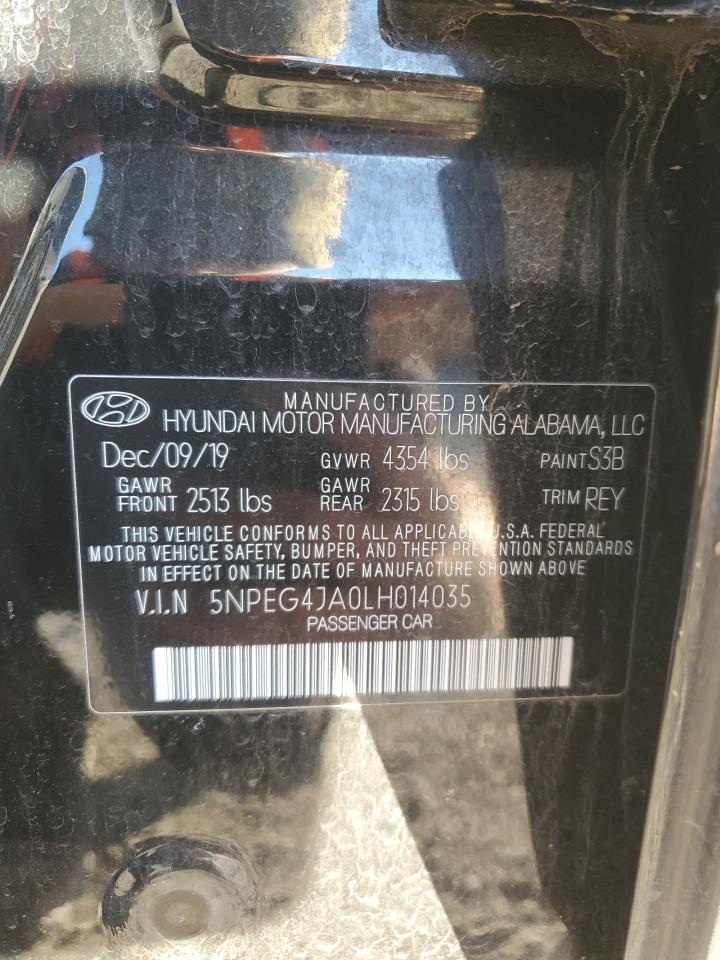 MANUFACTURED BY
HYUNDAI MOTOR MANUFACTURING ALABAMA, LLC
Dec/09/19 GVWR 4354 lbs PAINT S3B
GAWR FRONT 2513 lbs GAWR REAR 2315 lbs TRIM REY
THIS VEHICLE CONFORMS TO ALL APPLICABLE U.S.A. FEDERAL
MOTOR VEHICLE SAFETY, BUMPER, AND THEFT PREVENTION STANDARDS
IN EFFECT ON THE DATE OF MANUFACTURE SHOWN ABOVE
V.I.N 5NPEG4JA0LH014035
PASSENGER CAR